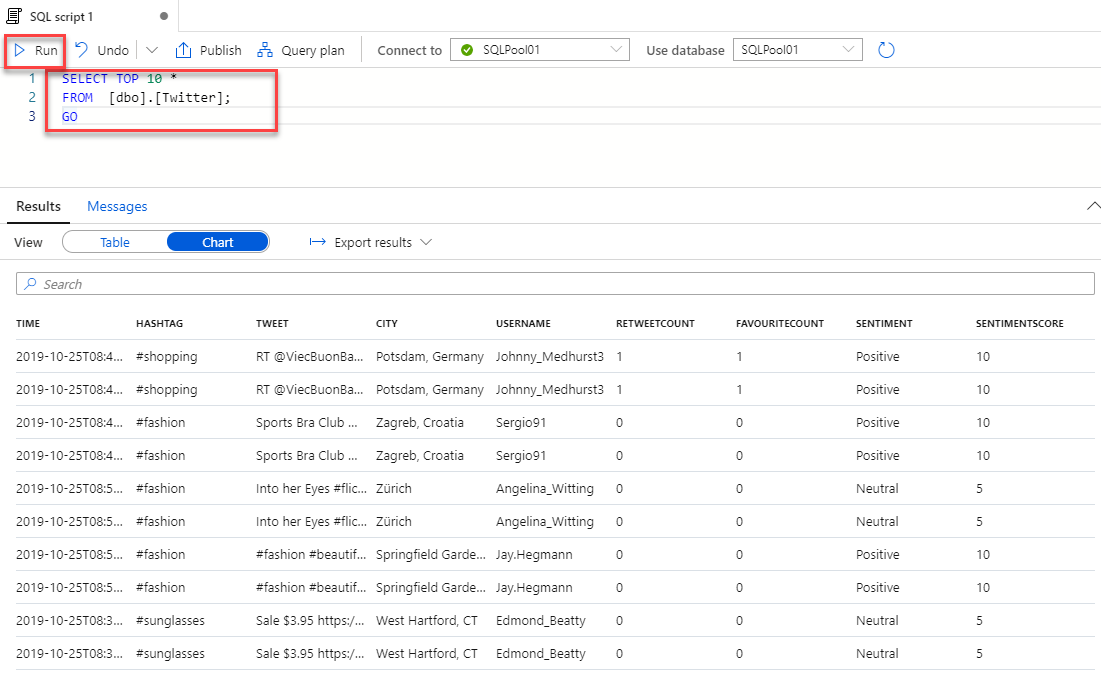 SQL script 1
Run Undo Publish Query plan Connect to SQLPool01 Use database SQLPool01
1 SELECT TOP 10 *
2 FROM [dbo].[Twitter];
3 GO
Results Messages
View Table Chart Export results
Search
TIME HASHTAG TWEET CITY USERNAME RETWEETCOUNT FAVOURITECOUNT SENTIMENT SENTIMENTSCORE
2019-10-25T08:4... #shopping RT @ViecBuonBa... Potsdam, Germany Johnny_Medhurst3 1 1 Positive 10
2019-10-25T08:4... #shopping RT @ViecBuonBa... Potsdam, Germany Johnny_Medhurst3 1 1 Positive 10
2019-10-25T08:4... #fashion Sports Bra Club ... Zagreb, Croatia Sergio91 0 0 Positive 10
2019-10-25T08:4... #fashion Sports Bra Club ... Zagreb, Croatia Sergio91 0 0 Positive 10
2019-10-25T08:5... #fashion Into her Eyes #flic... Zürich Angelina_Witting 0 0 Neutral 5
2019-10-25T08:5... #fashion Into her Eyes #flic... Zürich Angelina_Witting 0 0 Neutral 5
2019-10-25T08:5... #fashion #fashion #beautif... Springfield Garde... Jay.Hegmann 0 0 Positive 10
2019-10-25T08:5... #fashion #fashion #beautif... Springfield Garde... Jay.Hegmann 0 0 Positive 10
2019-10-25T08:3... #sunglasses Sale $3.95 https:/... West Hartford, CT Edmond_Beatty 0 0 Neutral 5
2019-10-25T08:3... #sunglasses Sale $3.95 https:/... West Hartford, CT Edmond_Beatty 0 0 Neutral 5